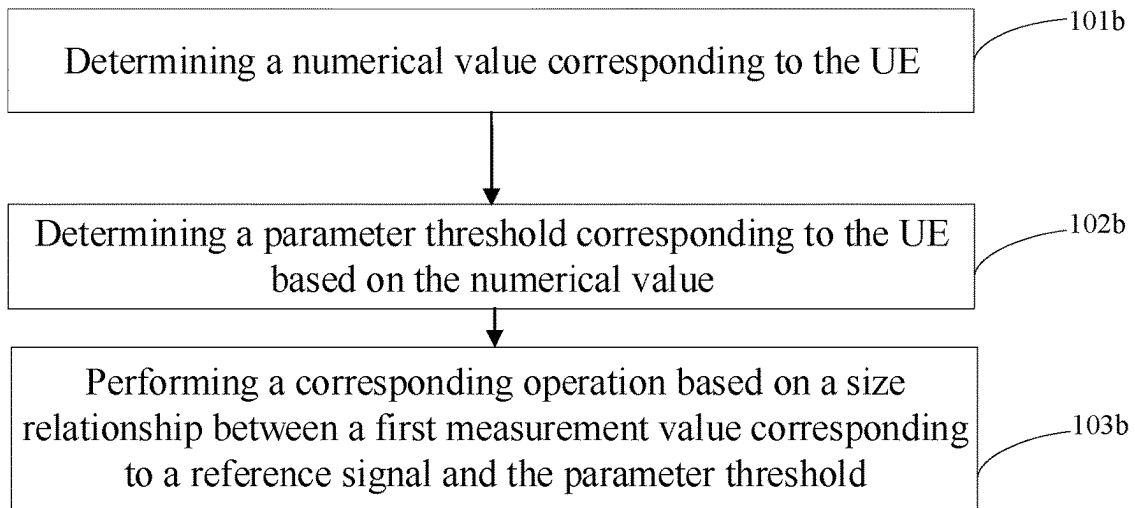 101b
Determining a numerical value corresponding to the UE
102b
Determining a parameter threshold corresponding to the UE
based on the numerical value
Performing a corresponding operation based on a size
relationship between a first measurement value corresponding
to a reference signal and the parameter threshold
103b